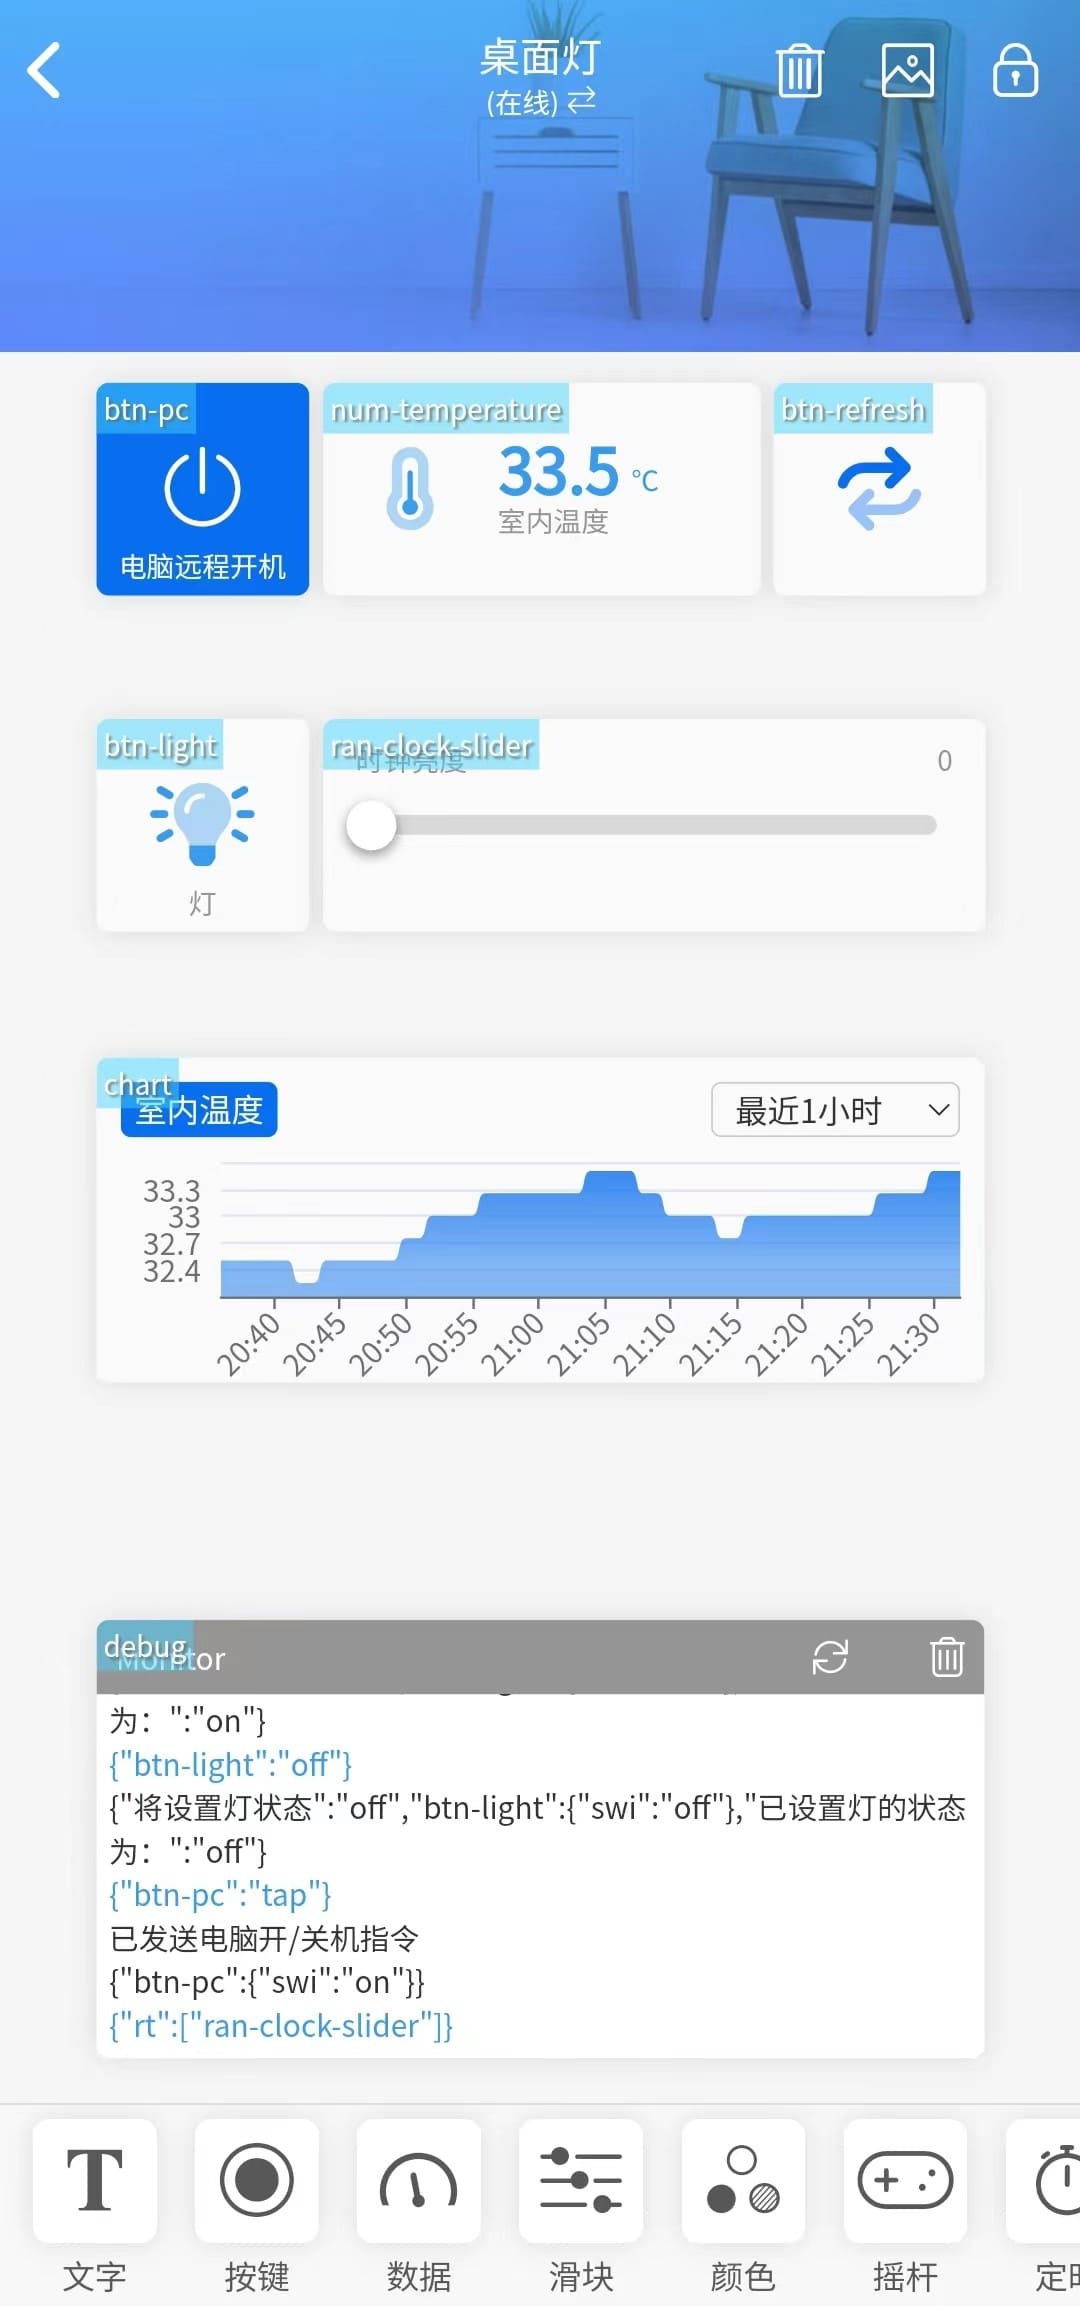 桌面灯
(在线)
btn-pc
电脑远程开机
num-temperature
33.5 ℃
室内温度
btn-refresh
btn-light
灯
ran-clock-slider
时钟亮度
0
chart
室内温度
最近1小时
33.3
33
32.7
32.4
20:40 20:45 20:50 20:55 21:00 21:05 21:10 21:15 21:20 21:25 21:30
debug
Monitor
为：":"on"}
{"btn-light":"off"}
{"将设置灯状态":"off","btn-light":{"swi":"off"},"已设置灯的状态
为：":"off"}
{"btn-pc":"tap"}
已发送电脑开/关机指令
{"btn-pc":{"swi":"on"}}
{"rt":["ran-clock-slider"]}
文字 按键 数据 滑块 颜色 摇杆 定时